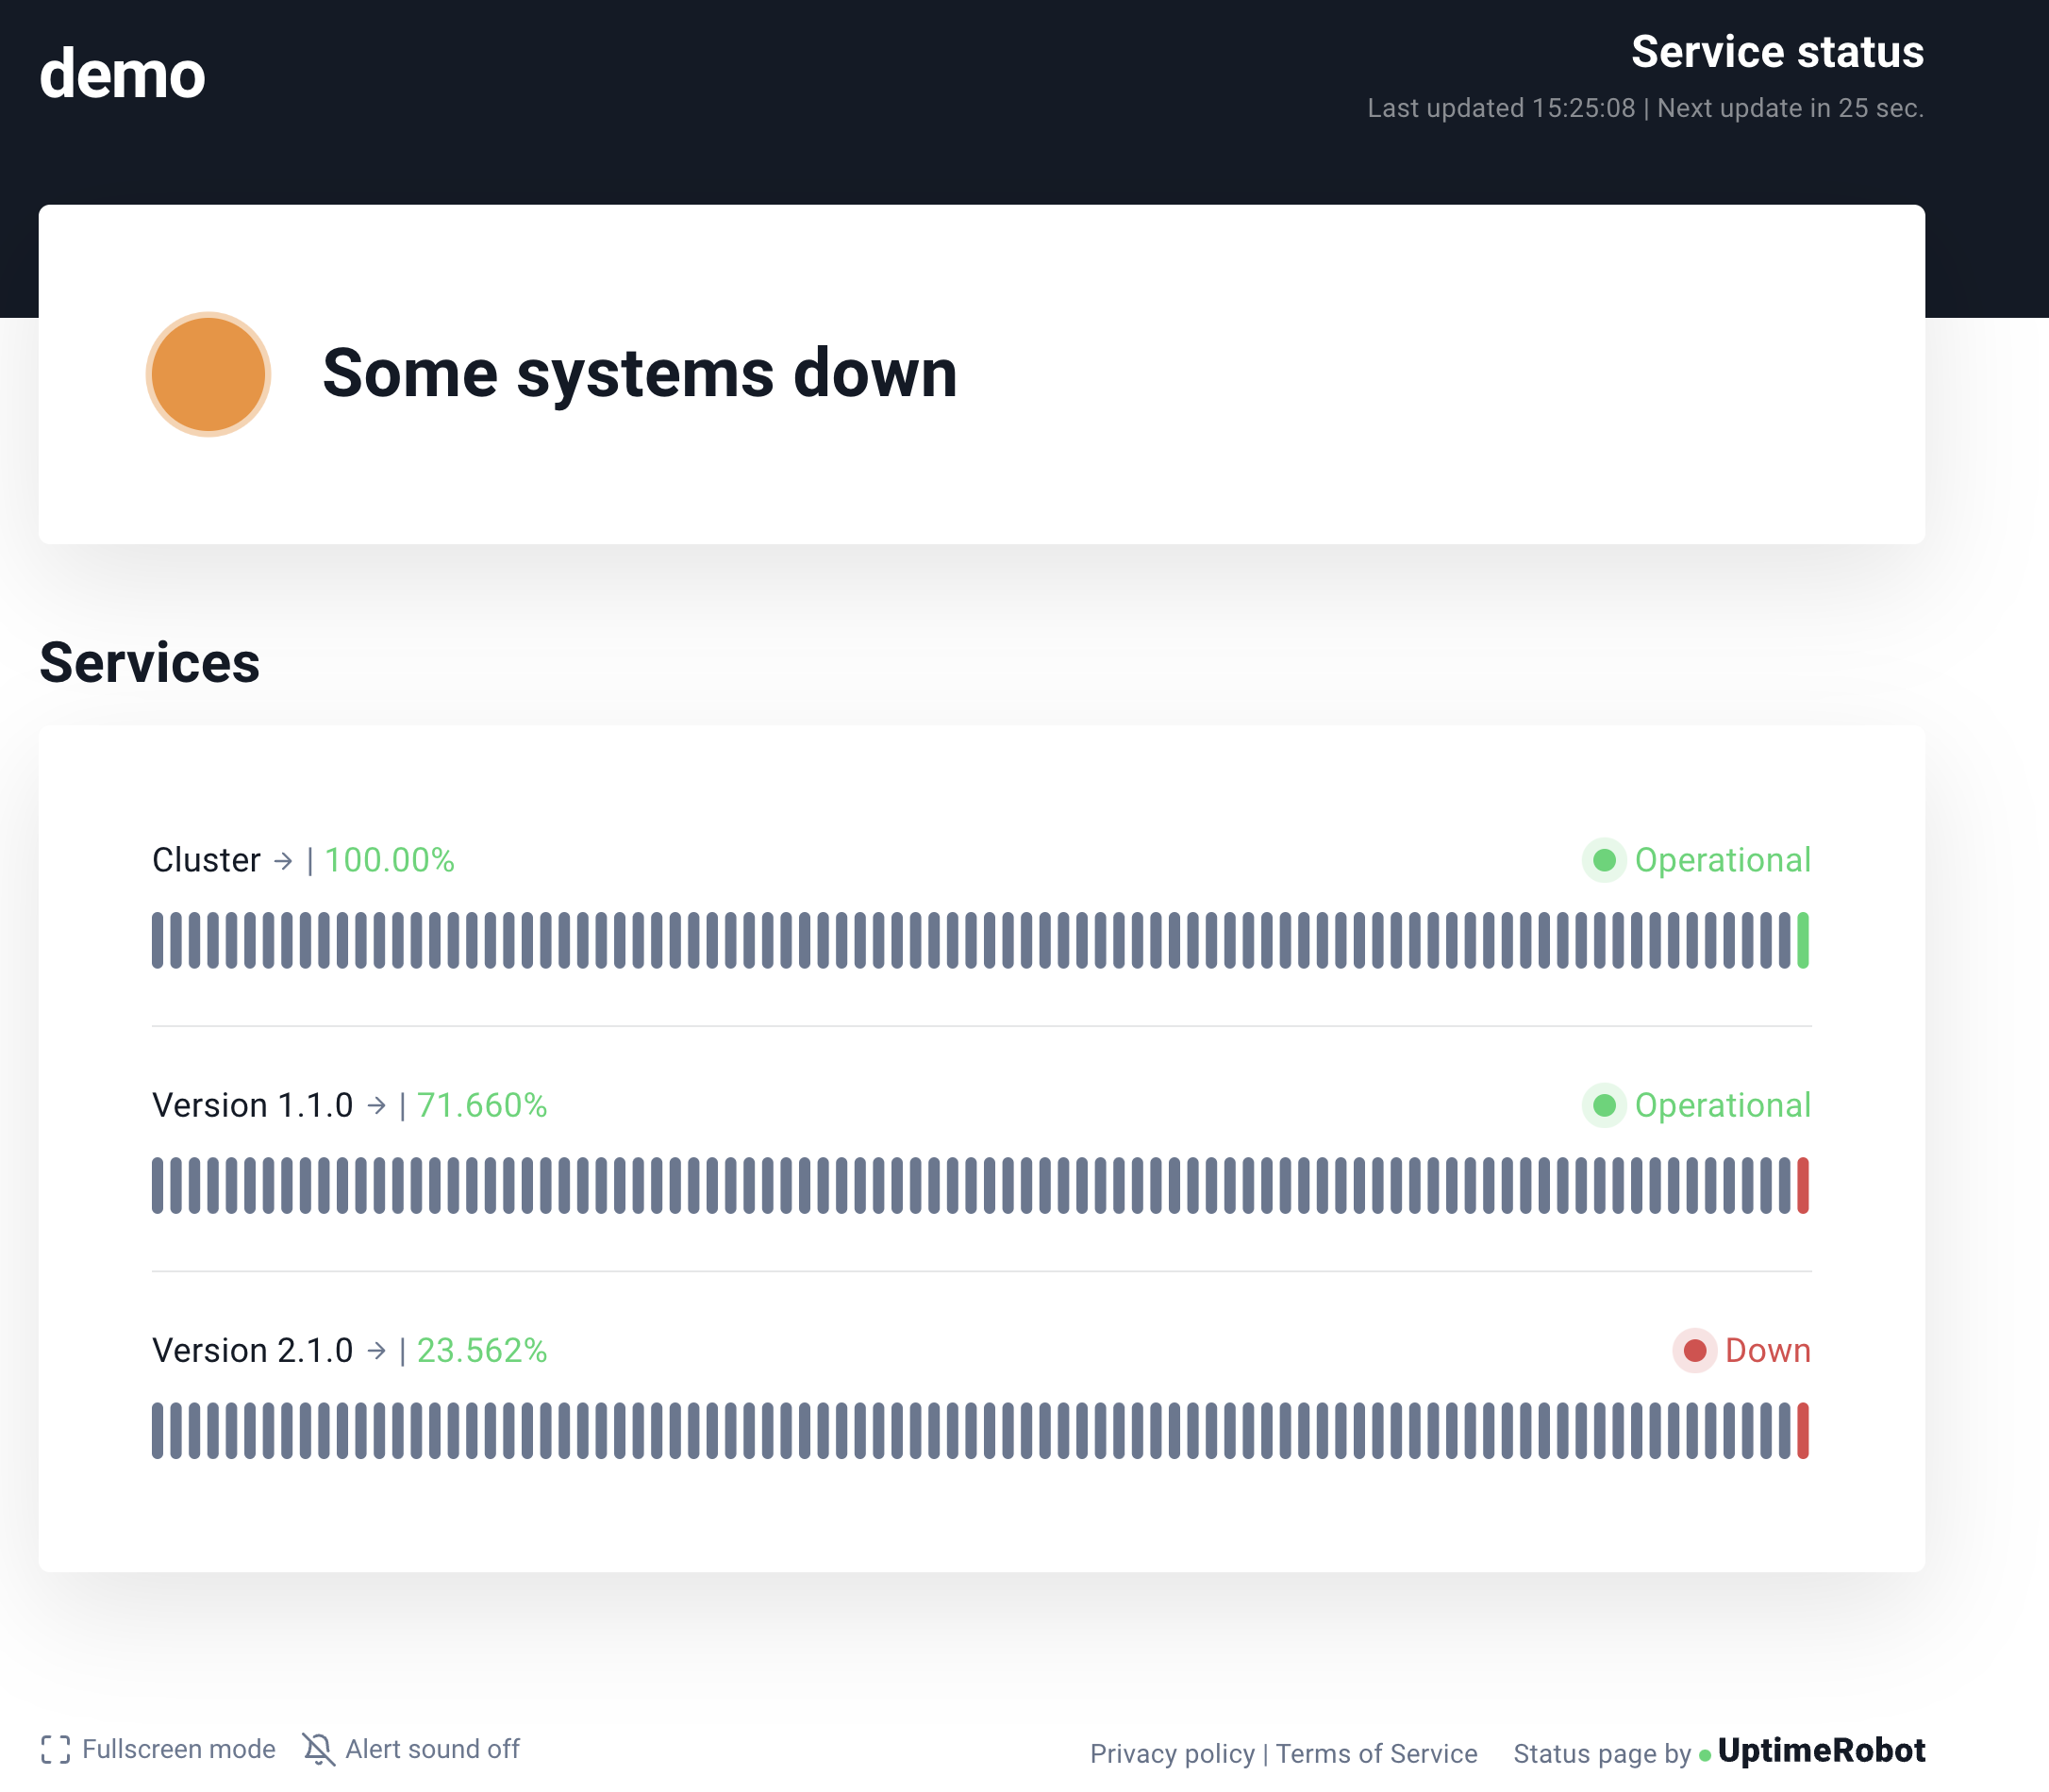 demo
Service status
Last updated 15:25:08 | Next update in 25 sec.
Some systems down
Services
Cluster → | 100.00%
Operational
Version 1.1.0 → | 71.660%
Operational
Version 2.1.0 → | 23.562%
Down
Fullscreen mode
Alert sound off
Privacy policy | Terms of Service
Status page by UptimeRobot